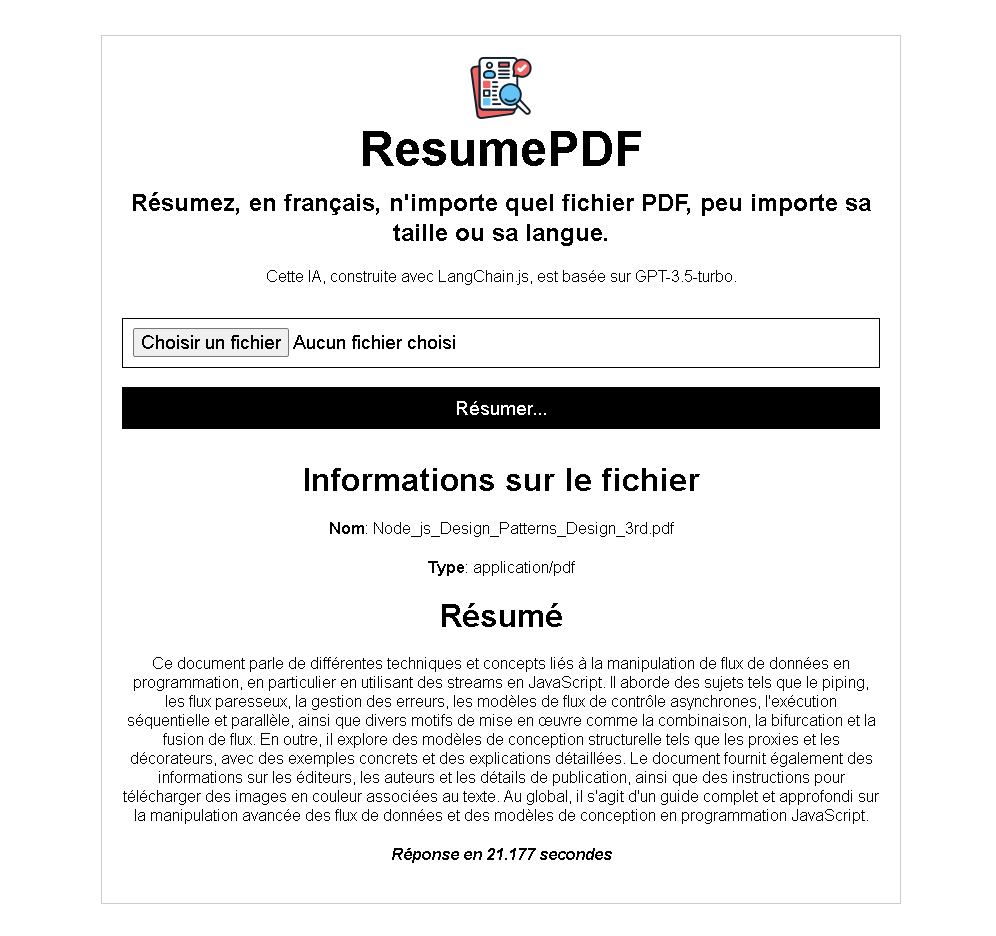 ResumePDF
Résumez, en français, n'importe quel fichier PDF, peu importe sa
taille ou sa langue.
Cette IA, construite avec LangChain.js, est basée sur GPT-3.5-turbo.
Choisir un fichier Aucun fichier choisi
Résumer...
Informations sur le fichier
Nom: Node_js_Design_Patterns_Design_3rd.pdf
Type: application/pdf
Résumé
Ce document parle de différentes techniques et concepts liés à la manipulation de flux de données en
programmation, en particulier en utilisant des streams en JavaScript. Il aborde des sujets tels que le piping,
les flux paresseux, la gestion des erreurs, les modèles de flux de contrôle asynchrones, l'exécution
séquentielle et parallèle, ainsi que divers motifs de mise en œuvre comme la combinaison, la bifurcation et la
fusion de flux. En outre, il explore des modèles de conception structurelle tels que les proxies et les
décorateurs, avec des exemples concrets et des explications détaillées. Le document fournit également des
informations sur les éditeurs, les auteurs et les détails de publication, ainsi que des instructions pour
télécharger des images en couleur associées au texte. Au global, il s'agit d'un guide complet et approfondi sur
la manipulation avancée des flux de données et des modèles de conception en programmation JavaScript.
Réponse en 21.177 secondes